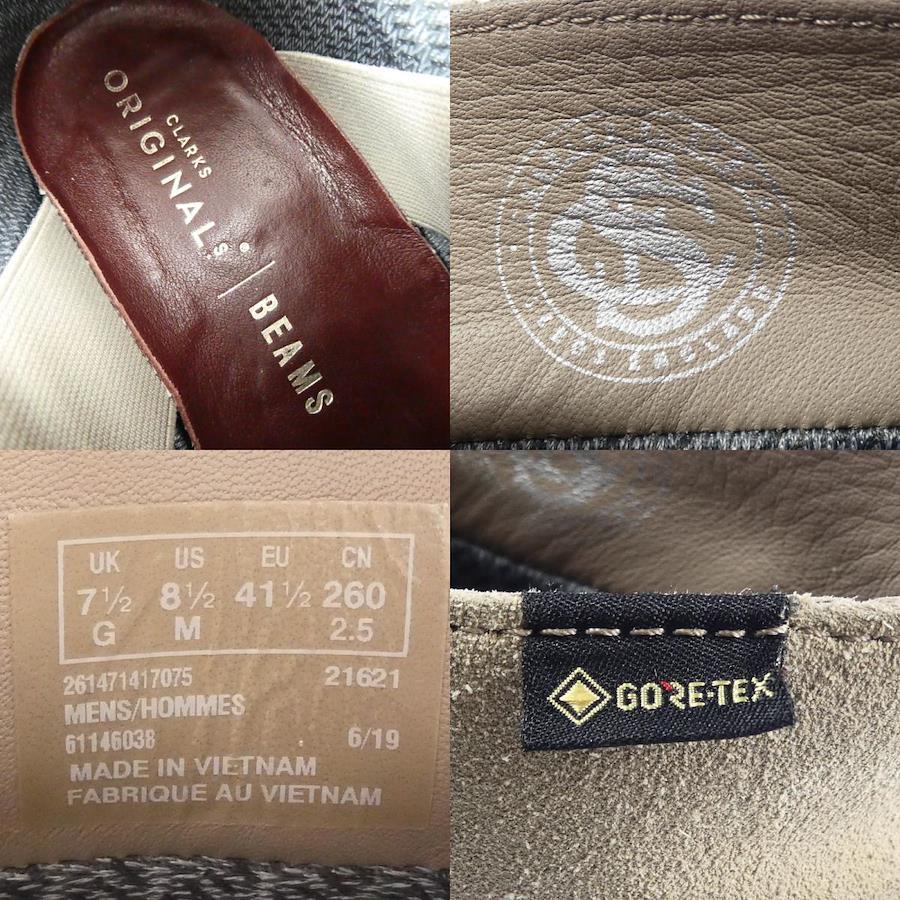 CLARKS
ORIGINALS®
BEAMS
UK US EU CN
7½ 8½ 41½ 260
G M 2.5
261471417075 21621
MENS/HOMMES
61146038 6/19
MADE IN VIETNAM
FABRIQUE AU VIETNAM
GORE-TEX